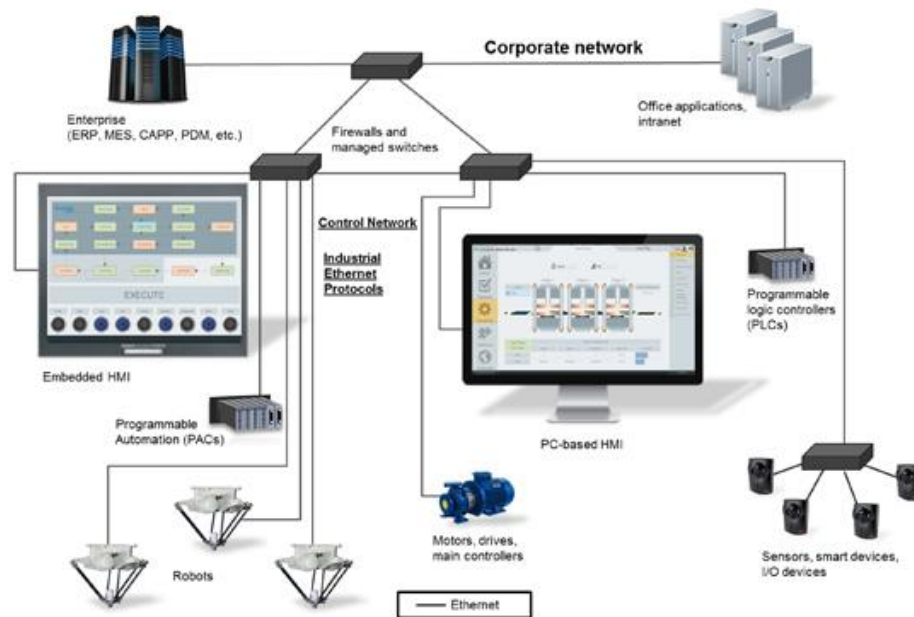 Corporate network
Enterprise
(ERP, MES, CAPP, PDM, etc.)
Office applications,
intranet
Firewalls and
managed switches
Control Network
Industrial
Ethernet
Protocols
EXECUTE
Programmable
logic controllers
(PLCs)
Embedded HMI
Programmable
Automation (PACs)
PC-based HMI
Motors, drives,
main controllers
Sensors, smart devices,
I/O devices
Robots
Ethernet